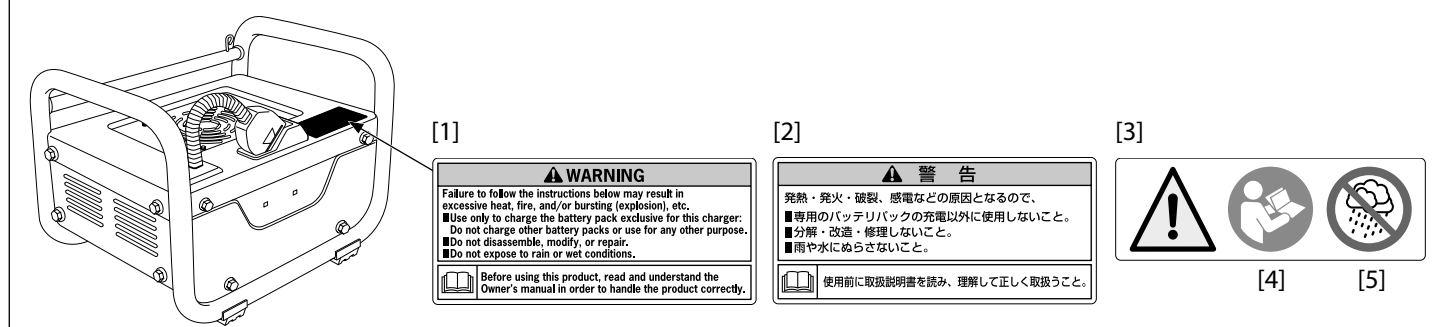 [1]
WARNING
Failure to follow the instructions below may result in
excessive heat, fire, and/or bursting (explosion), etc.
■Use only to charge the battery pack exclusive for this charger:
Do not charge other battery packs or use for any other purpose.
■Do not disassemble, modify, or repair.
■Do not expose to rain or wet conditions.
Before using this product, read and understand the
Owner's manual in order to handle the product correctly.
[2]
警 告
発熱・発火・破裂、感電などの原因となるので、
■専用のバッテリパックの充電以外に使用しないこと。
■分解・改造・修理しないこと。
■雨や水にぬらさないこと。
使用前に取扱説明書を読み、理解して正しく取扱うこと。
[3]
[4]
[5]